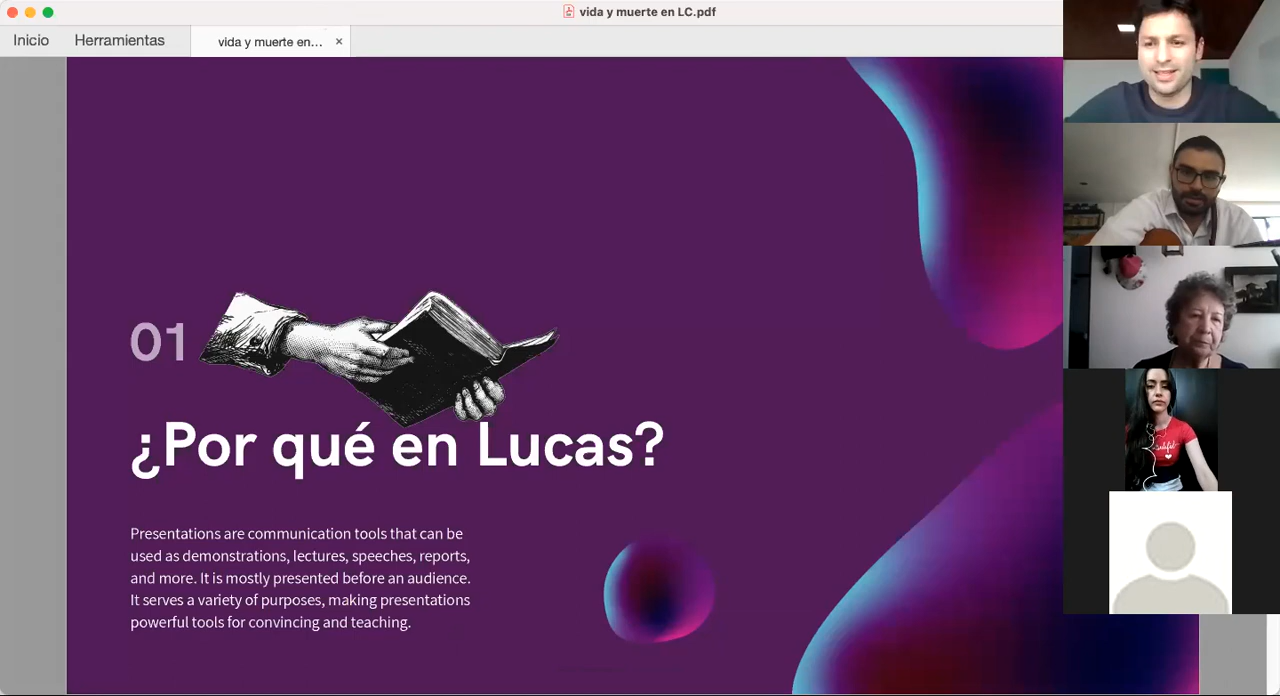 vida y muerte en LC.pdf
Inicio
Herramientas
vida y muerte en...
×
01
¿Por qué en Lucas?
Presentations are communication tools that can be
used as demonstrations, lectures, speeches, reports,
and more. It is mostly presented before an audience.
It serves a variety of purposes, making presentations
powerful tools for convincing and teaching.